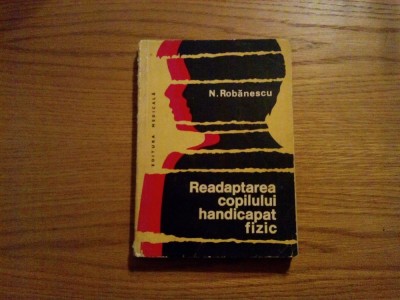 N. Robănescu
EDITURA MEDICALĂ
Readaptarea
copilului
handicapat
fizic